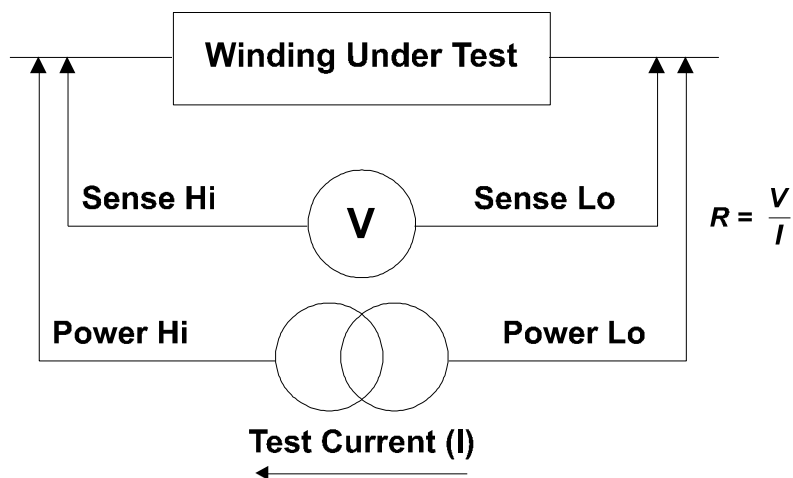 Winding Under Test
Sense Hi
V
Sense Lo
R = V/I
Power Hi
Power Lo
Test Current (I)